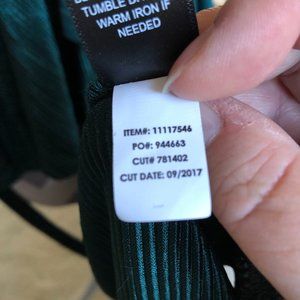 TUMBLE D
WARM IRON IF
NEEDED
ITEM#: 11117546
PO#: 944663
CUT# 781402
CUT DATE: 09/2017